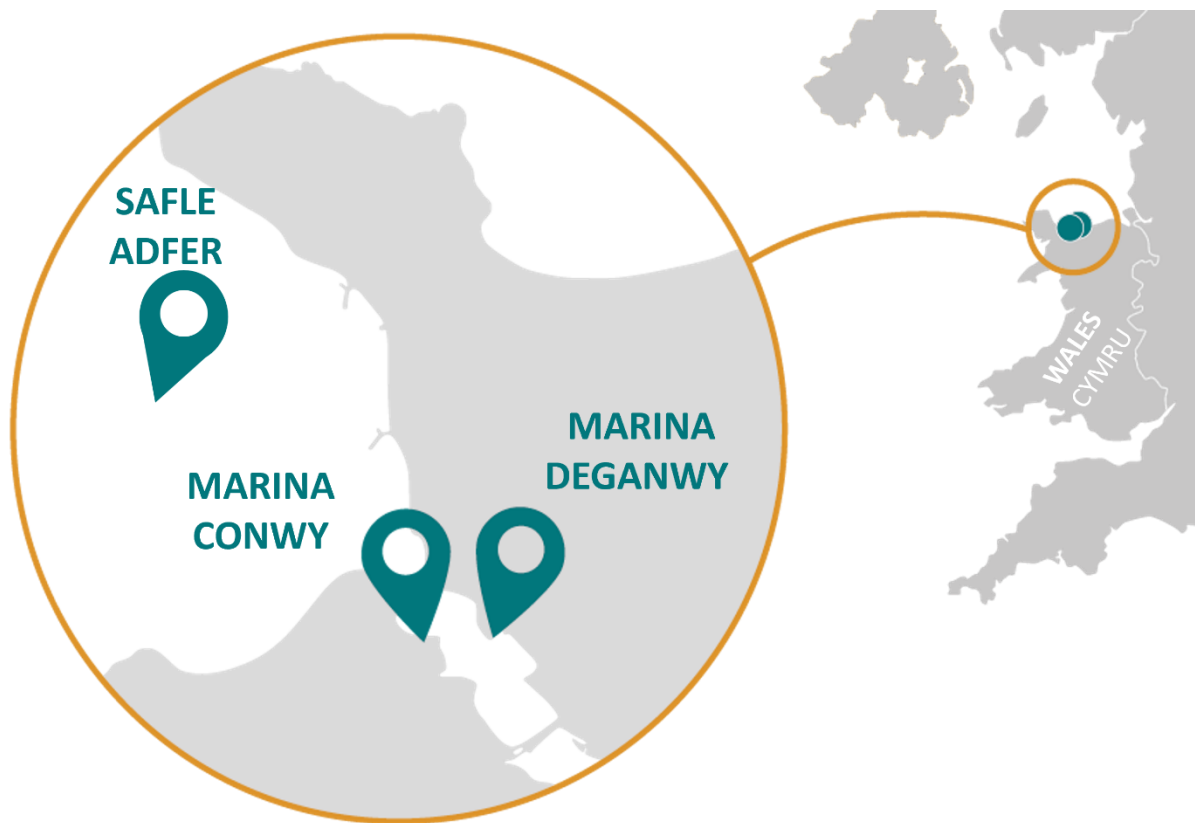 SAFLE
ADFER
MARINA
CONWY
MARINA
DEGANWY
WALES
CYMRU